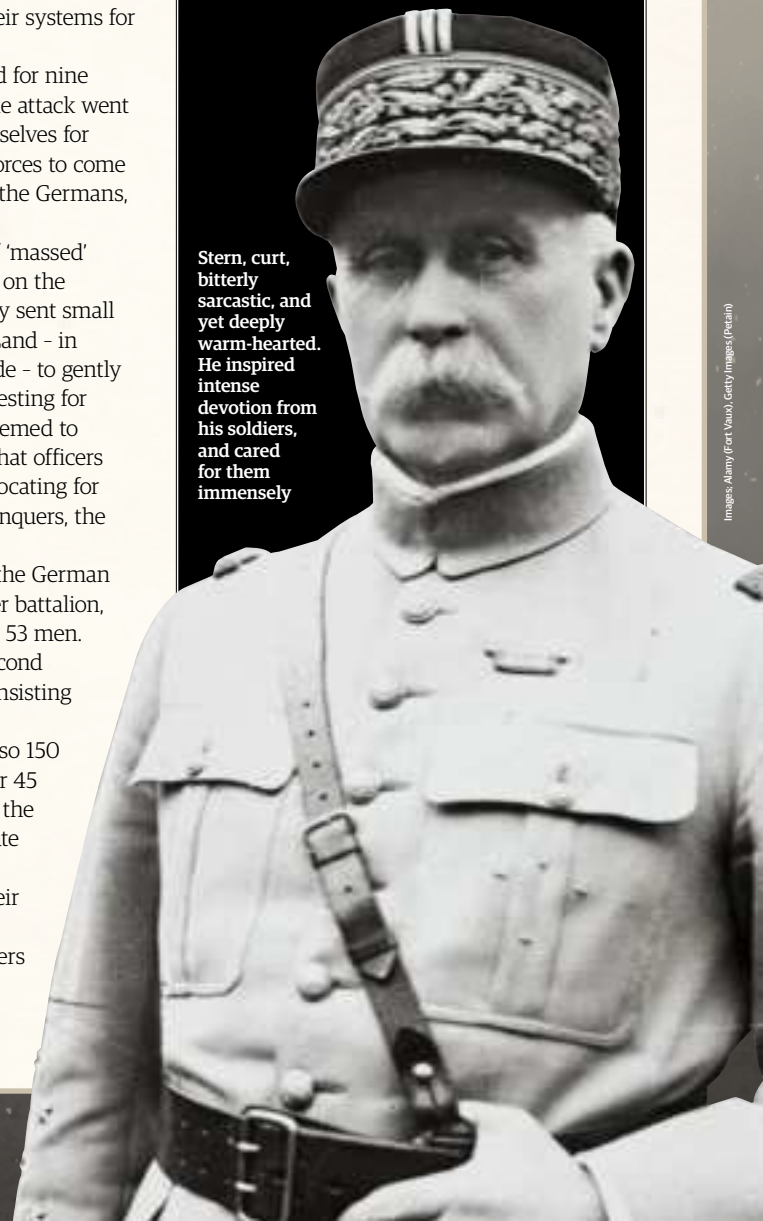 eir systems for
d for nine
e attack went
selves for
orces to come
the Germans,
f ‘massed’
on the
y sent small
and – in
de – to gently
esting for
emed to
hat officers
ocating for
nquers, the
the German
r battalion,
53 men.
cond
nsisting
so 150
r 45
the
te
eir
ers
Stern, curt,
bitterly
sarcastic, and
yet deeply
warm-hearted.
He inspired
intense
devotion from
his soldiers,
and cared
for them
immensely
Images; Alamy (Fort Vaux), Getty Images (Petain)